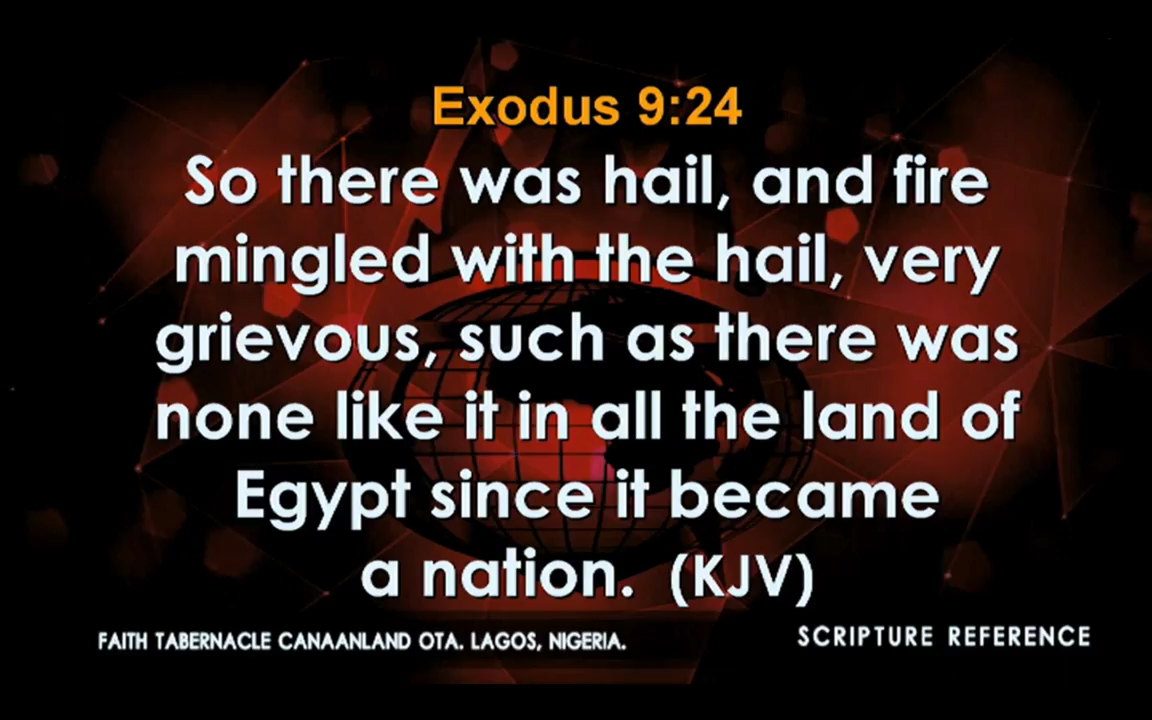 Exodus 9:24
So there was hail, and fire
mingled with the hail, very
grievous, such as there was
none like it in all the land of
Egypt since it became
a nation. (KJV)
FAITH TABERNACLE CANAANLAND OTA. LAGOS, NIGERIA.
SCRIPTURE REFERENCE